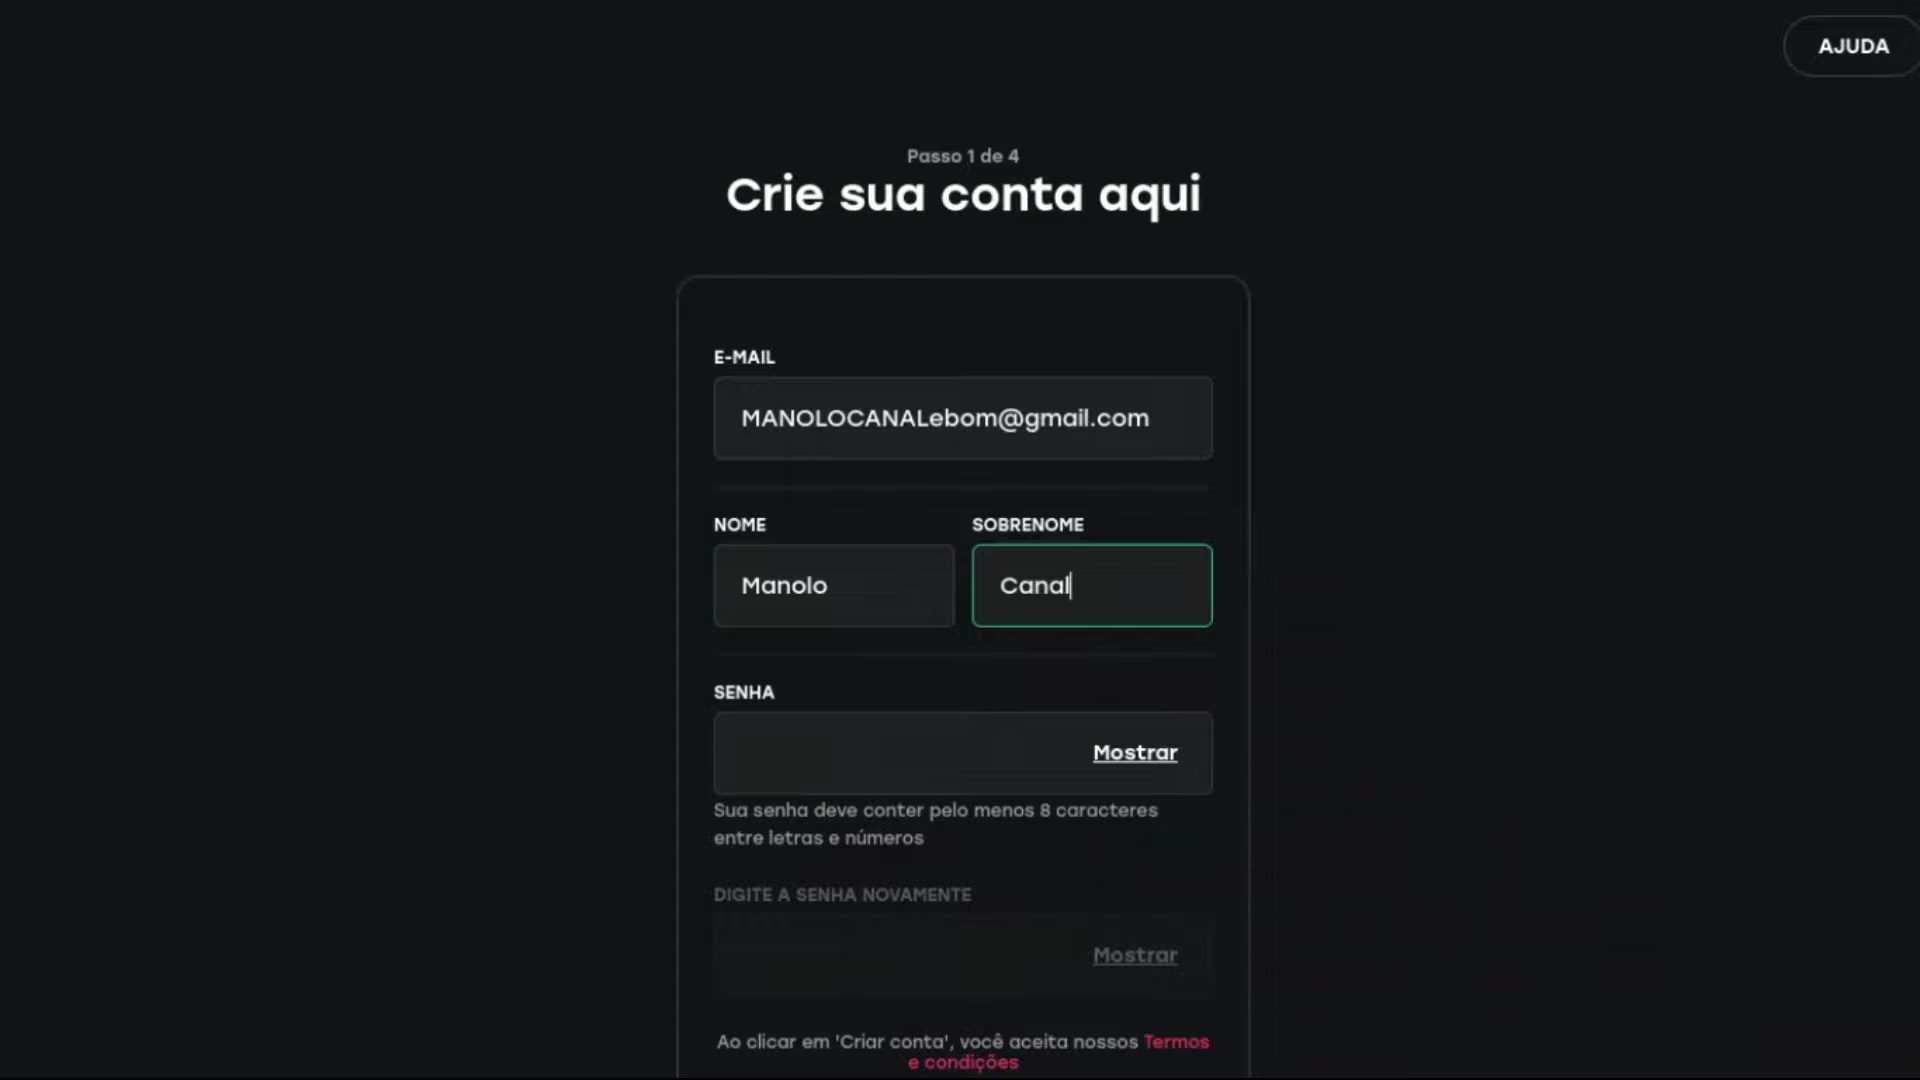 AJUDA
Passo 1 de 4
Crie sua conta aqui
E-MAIL
MANOLOCANALebom@gmail.com
NOME
SOBRENOME
Manolo
Canal
SENHA
Mostrar
Sua senha deve conter pelo menos 8 caracteres
entre letras e números
DIGITE A SENHA NOVAMENTE
Mostrar
Ao clicar em 'Criar conta', você aceita nossos Termos
e condições